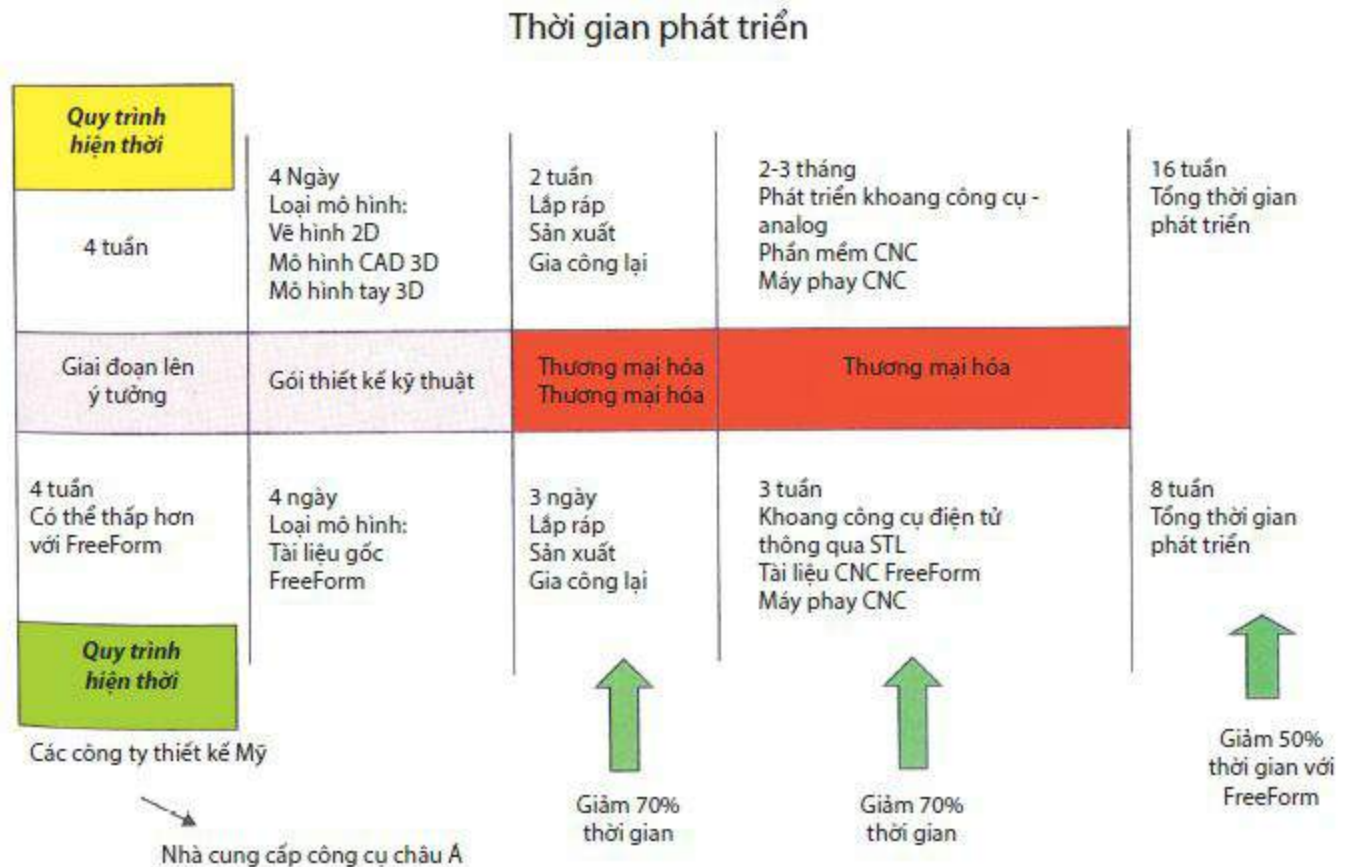 Thời gian phát triển
Quy trình
hiện thời
4 tuần
4 Ngày
Loại mô hình:
Vẽ hình 2D
Mô hình CAD 3D
Mô hình tay 3D
2 tuần
Lắp ráp
Sản xuất
Gia công lại
2-3 tháng
Phát triển khoang công cụ -
analog
Phần mềm CNC
Máy phay CNC
16 tuần
Tổng thời gian
phát triển
Giai đoạn lên
ý tưởng
Gói thiết kế kỹ thuật
Thương mại hóa
Thương mại hóa
Thương mại hóa
4 tuần
Có thể thấp hơn
với FreeForm
4 ngày
Loại mô hình:
Tài liệu gốc
FreeForm
3 ngày
Lắp ráp
Sản xuất
Gia công lại
3 tuần
Khoang công cụ điện tử
thông qua STL
Tài liệu CNC FreeForm
Máy phay CNC
8 tuần
Tổng thời gian
phát triển
Quy trình
hiện thời
Các công ty thiết kế Mỹ
Nhà cung cấp công cụ châu Á
Giảm 70%
thời gian
Giảm 70%
thời gian
Giảm 50%
thời gian với
FreeForm